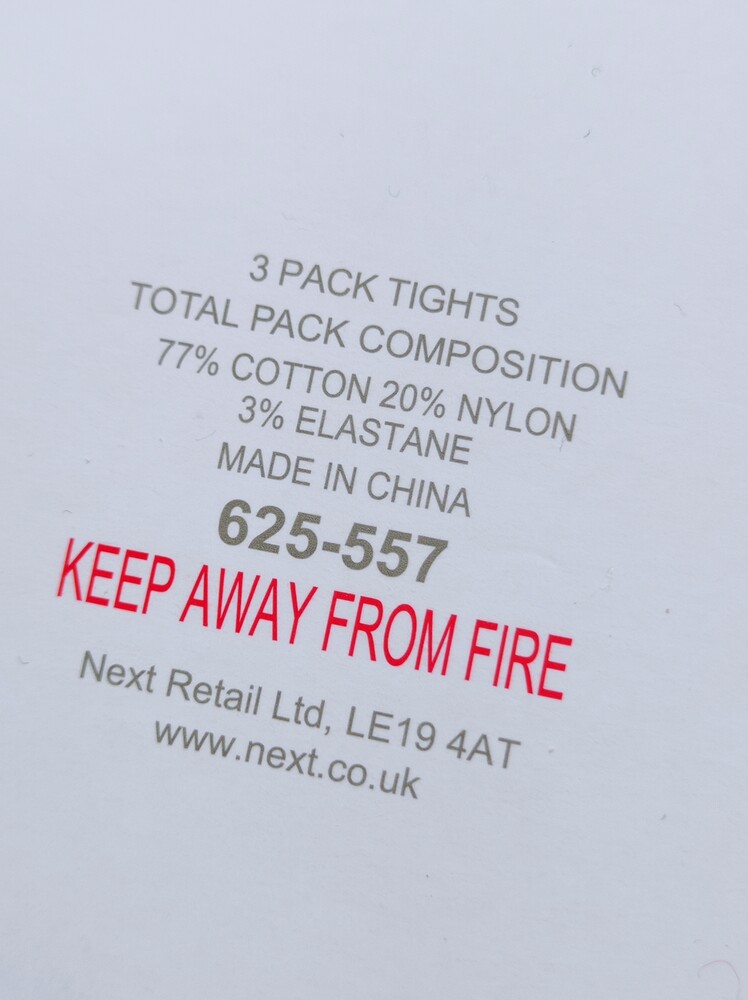 3 PACK TIGHTS
TOTAL PACK COMPOSITION
77% COTTON 20% NYLON
3% ELASTANE
MADE IN CHINA
625-557
KEEP AWAY FROM FIRE
Next Retail Ltd, LE19 4AT
www.next.co.uk